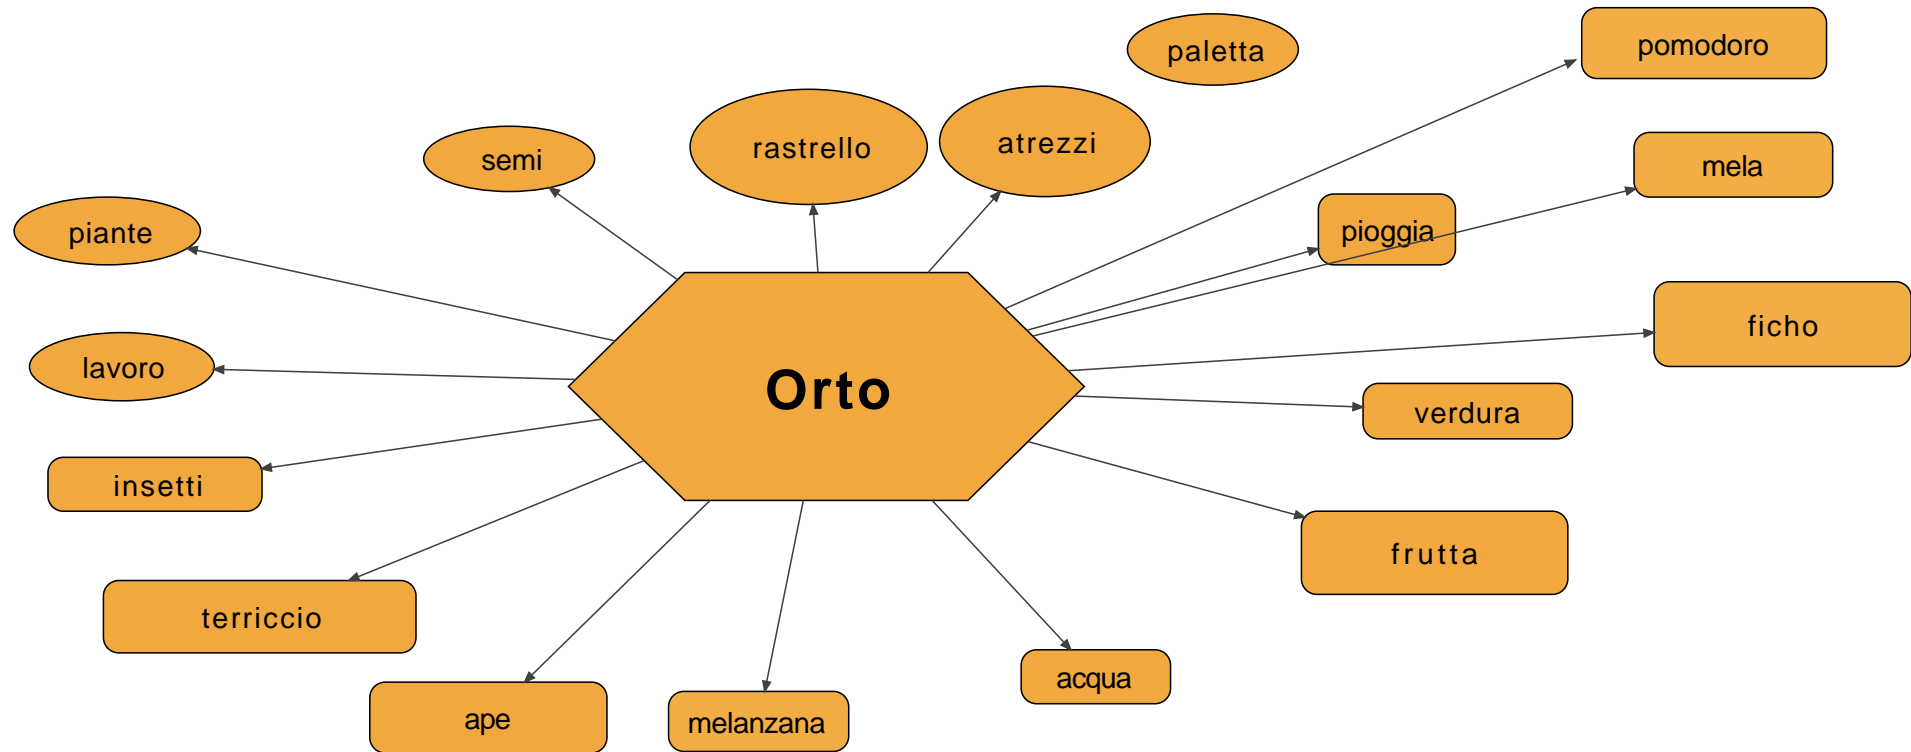 paletta
pomodoro
rastrello
atrezzi
semi
mela
piante
pioggia
ficho
lavoro
Orto
verdura
insetti
frutta
terriccio
acqua
ape
melanzana